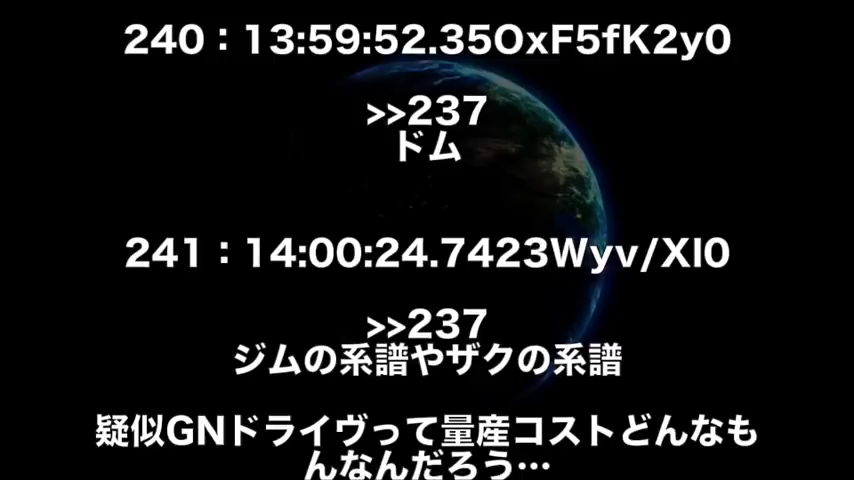 240：13:59:52.35OxF5fK2y0
>>237
ドム
241：14:00:24.7423Wyv/XI0
>>237
ジムの系譜やザクの系譜
疑似GNドライヴって量産コストどんなも
んなんだろう…